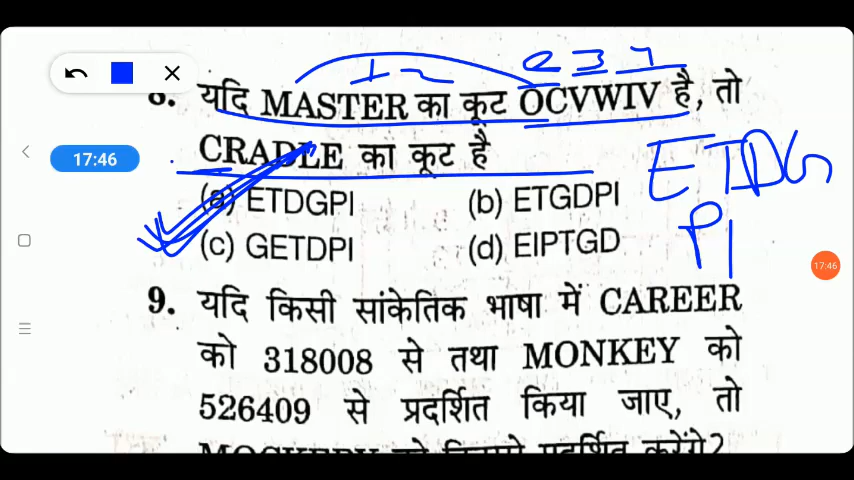 8. यदि MASTER का कूट OCVWIV है, तो
CRADLE का कूट है
(a) ETDGPI (b) ETGDPI
(c) GETDPI (d) EIPTGD
9. यदि किसी सांकेतिक भाषा में CAREER
को 318008 से तथा MONKEY को
526409 से प्रदर्शित किया जाए, तो
17:46
ETDG
PI
17:46